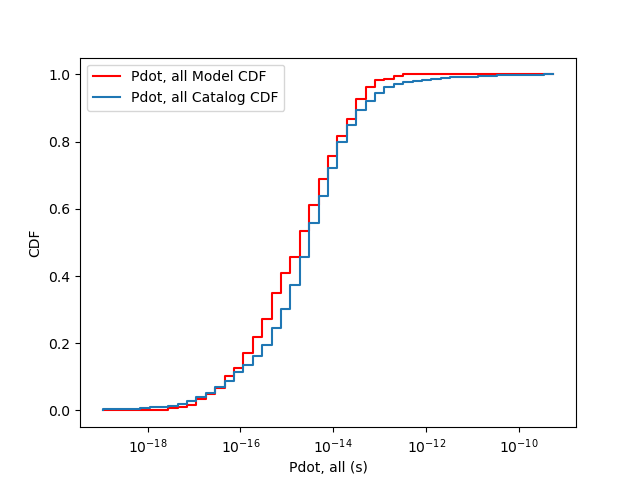 Pdot, all Model CDF
Pdot, all Catalog CDF
CDF
1.0
0.8
0.6
0.4
0.2
0.0
10⁻¹⁸ 10⁻¹⁶ 10⁻¹⁴ 10⁻¹² 10⁻¹⁰
Pdot, all (s)